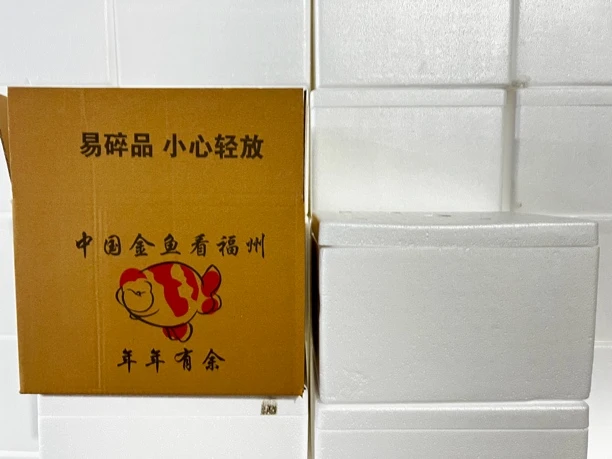 易碎品 小心轻放
中国金鱼看福州
年年有余